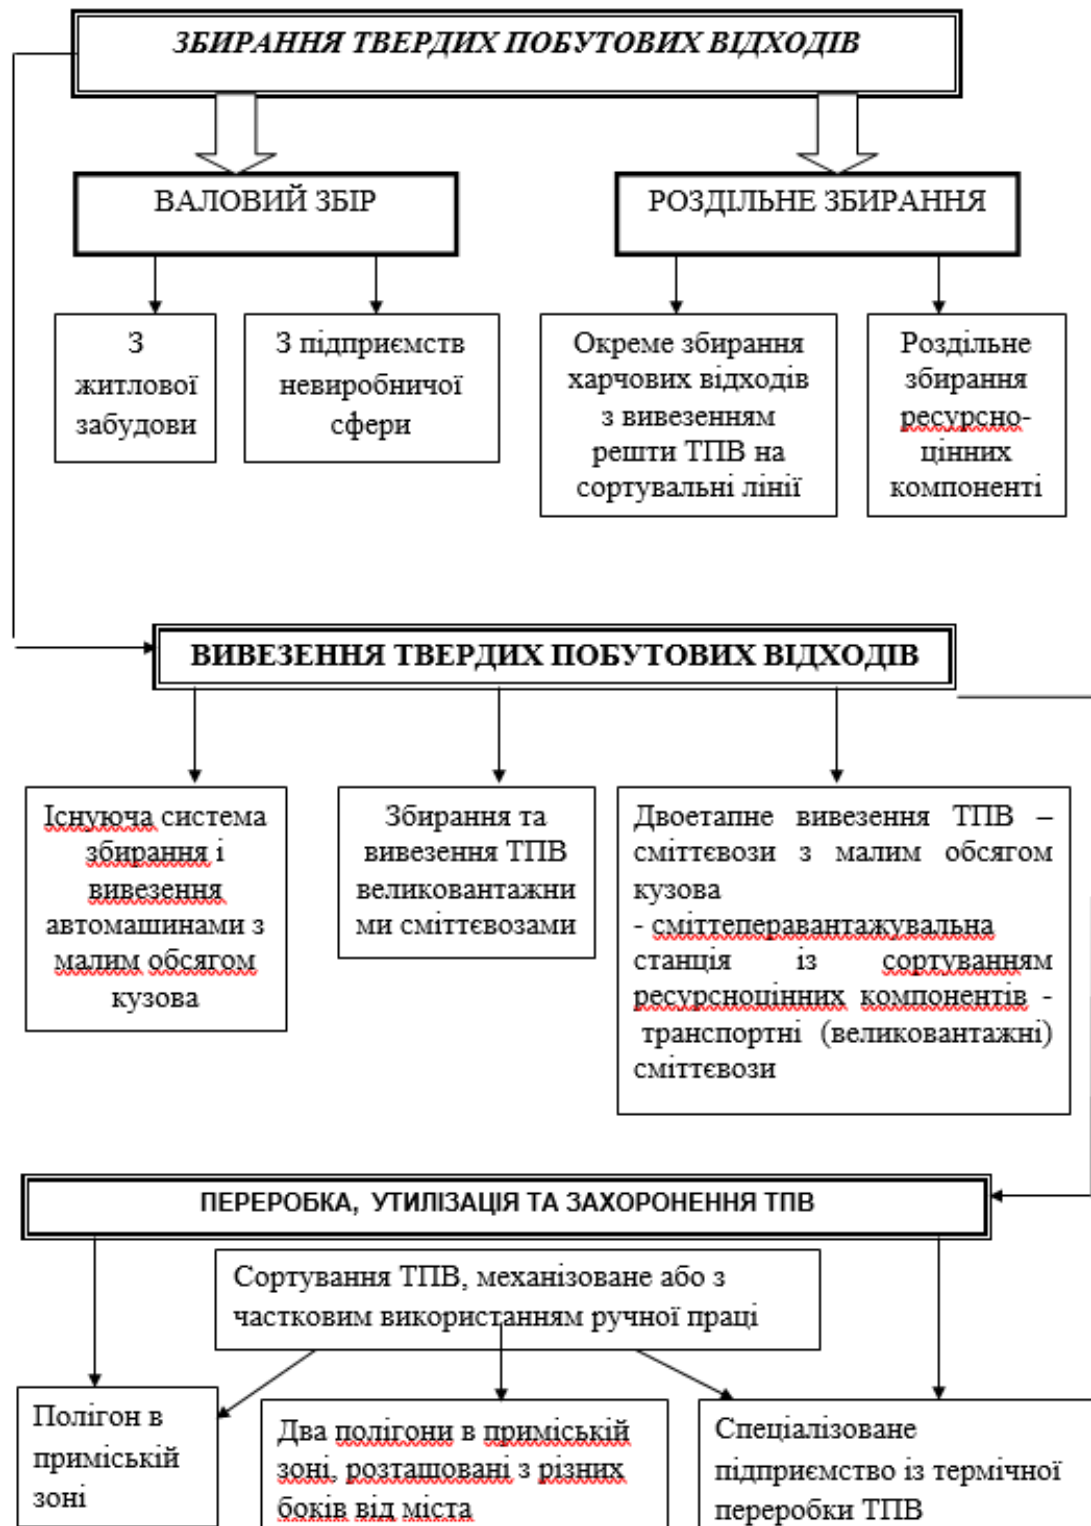 ЗБИРАННЯ ТВЕРДИХ ПОБУТОВИХ ВІДХОДІВ
ВАЛОВИЙ ЗБІР
РОЗДІЛЬНЕ ЗБИРАННЯ
З
житлової
забудови
З підприємств
невиробничої
сфери
Окреме збирання
харчових відходів
з вивезенням
решти ТПВ на
сортувальні лінії
Роздільне
збирання
ресурсно-
цінних
компоненті
ВИВЕЗЕННЯ ТВЕРДИХ ПОБУТОВИХ ВІДХОДІВ
Існуюча система
збирання і
вивезення
автомашинами з
малим обсягом
кузова
Збирання та
вивезення ТПВ
великовантажни
ми сміттєвозами
Двоетапне вивезення ТПВ –
сміттєвози з малим обсягом
кузова
- сміттеперавантажувальна
станція із сортуванням
ресурсноцінних компонентів -
транспортні (великовантажні)
сміттєвози
ПЕРЕРОБКА, УТИЛІЗАЦІЯ ТА ЗАХОРОНЕННЯ ТПВ
Сортування ТПВ, механізоване або з
частковим використанням ручної праці
Полігон в
приміській
зоні
Два полігони в приміській
зоні, розташовані з різних
боків від міста
Спеціалізоване
підприємство із термічної
переробки ТПВ